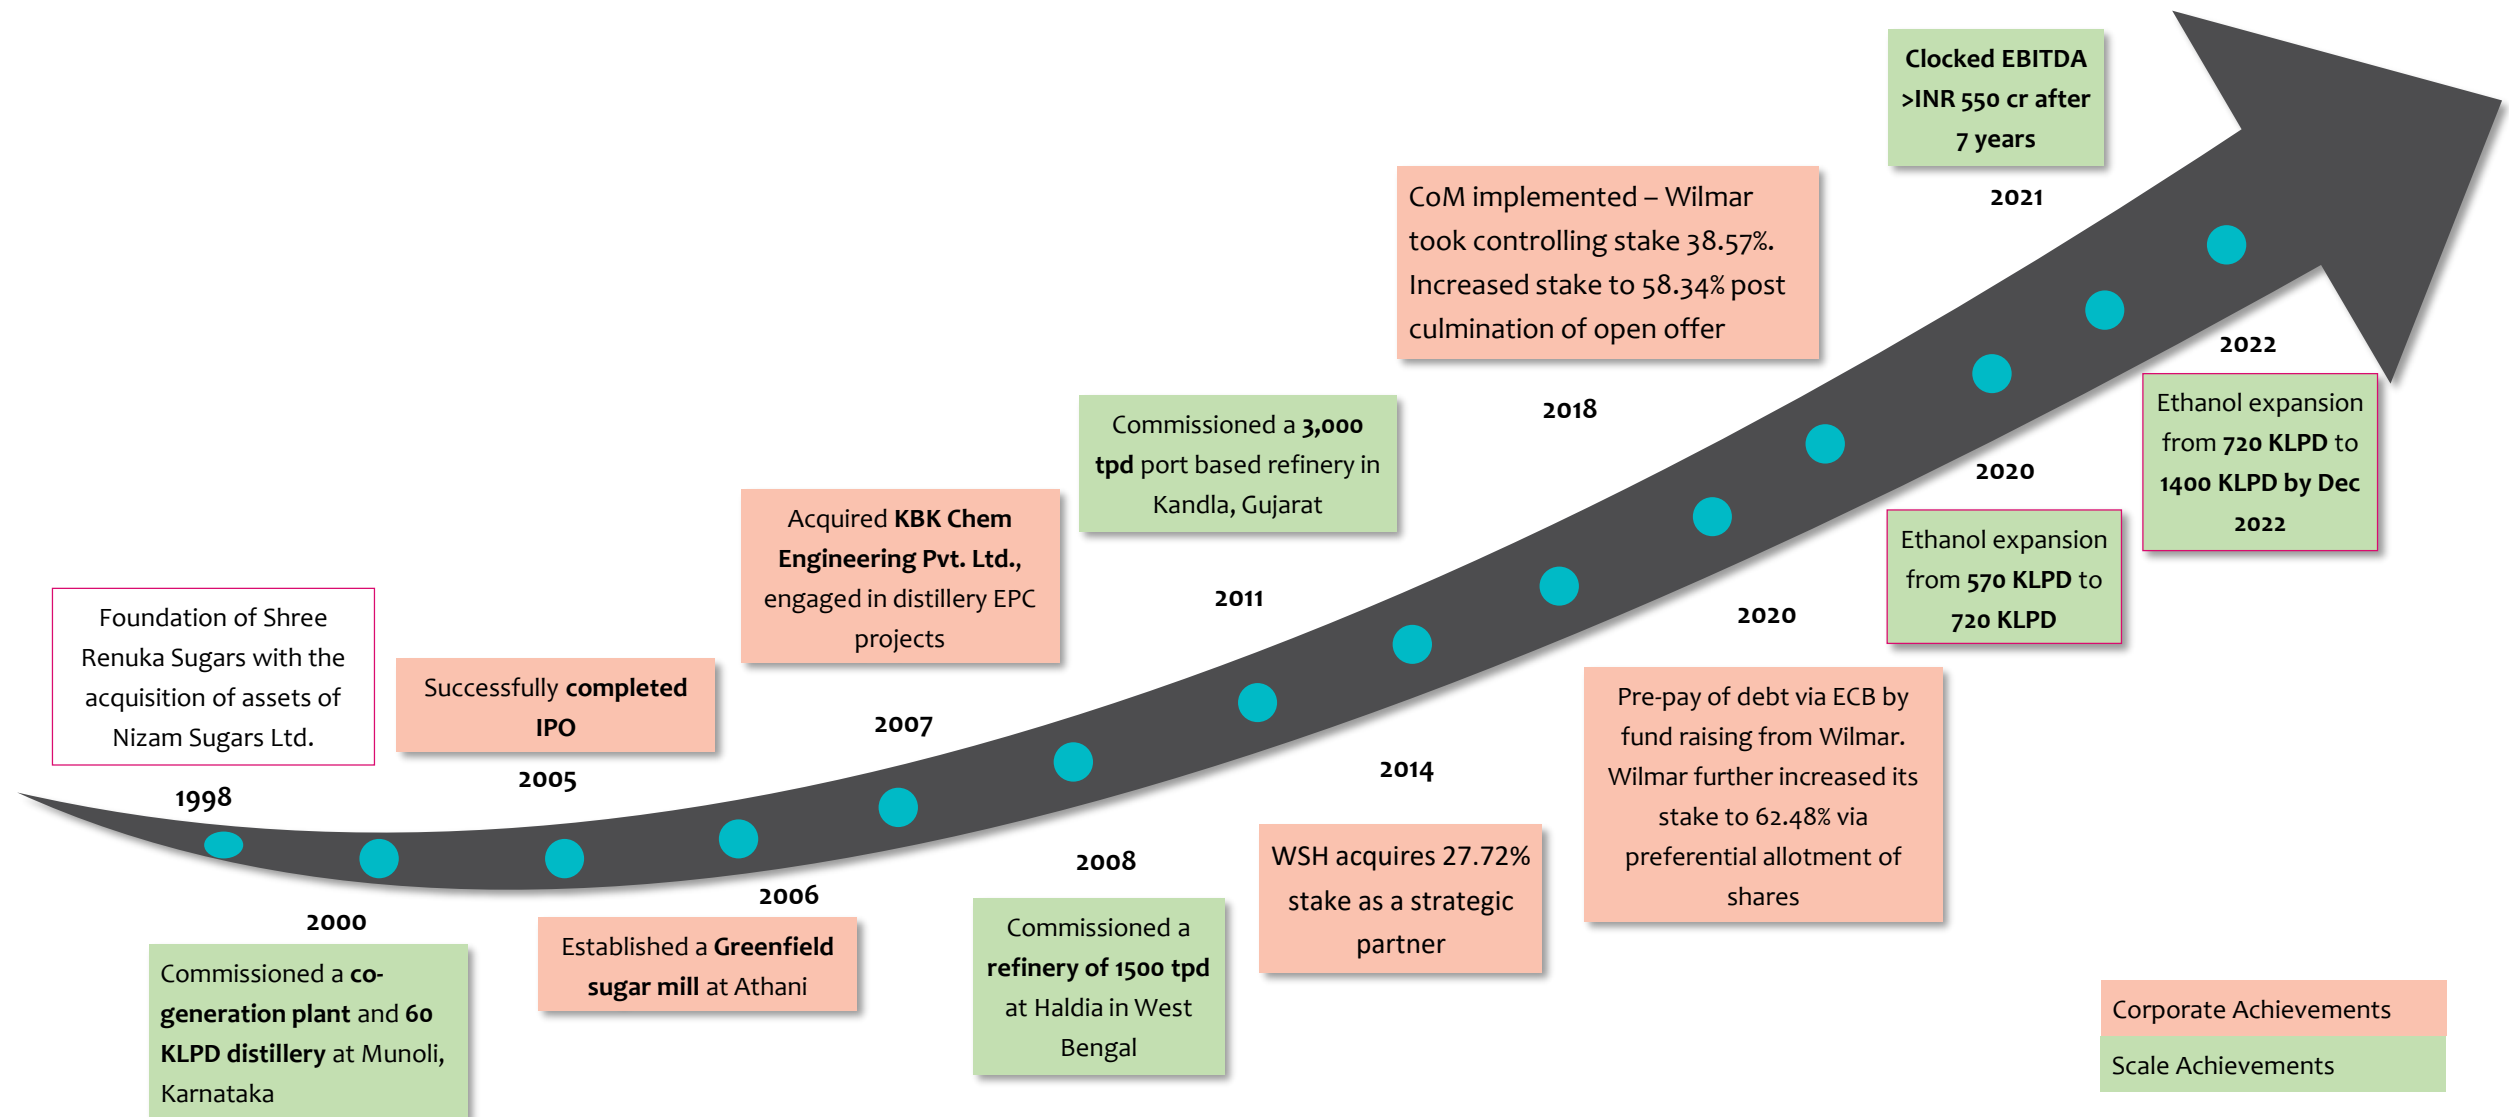 Foundation of Shree
Renuka Sugars with the
acquisition of assets of
Nizam Sugars Ltd.
1998
2000
Commissioned a co-
generation plant and 60
KLPD distillery at Munoli,
Karnataka
Successfully completed
IPO
2005
2006
Established a Greenfield
sugar mill at Athani
Acquired KBK Chem
Engineering Pvt. Ltd.,
engaged in distillery EPC
projects
2007
2008
Commissioned a
refinery of 1500 tpd
at Haldia in West
Bengal
Commissioned a 3,000
tpd port based refinery in
Kandla, Gujarat
2011
2014
WSH acquires 27.72%
stake as a strategic
partner
CoM implemented – Wilmar
took controlling stake 38.57%.
Increased stake to 58.34% post
culmination of open offer
2018
2020
Pre-pay of debt via ECB by
fund raising from Wilmar.
Wilmar further increased its
stake to 62.48% via
preferential allotment of
shares
2020
Ethanol expansion
from 570 KLPD to
720 KLPD
Clocked EBITDA
>INR 550 cr after
7 years
2021
2022
Ethanol expansion
from 720 KLPD to
1400 KLPD by Dec
2022
Corporate Achievements
Scale Achievements